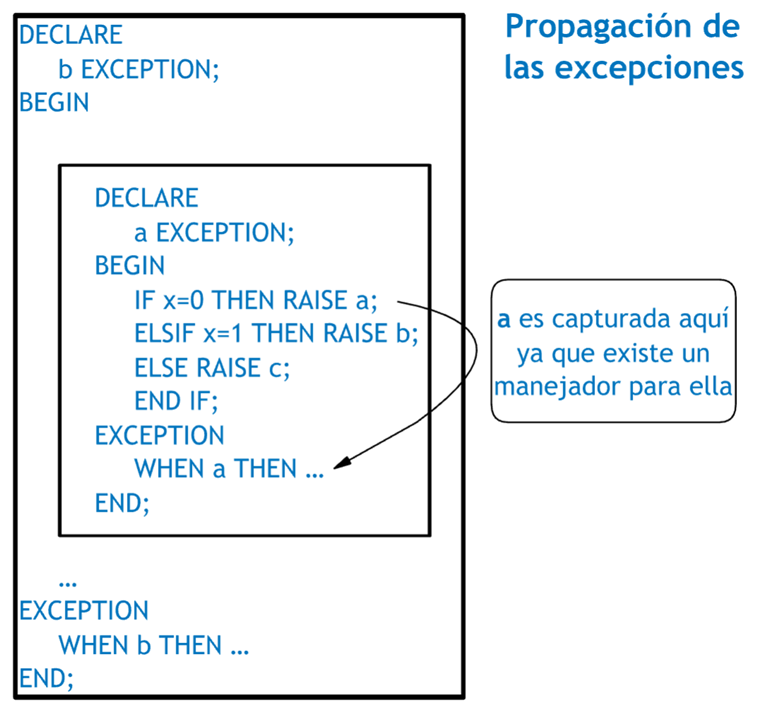 Propagación de
las excepciones
DECLARE
b EXCEPTION;
BEGIN
DECLARE
a EXCEPTION;
BEGIN
IF x=0 THEN RAISE a;
ELSIF x=1 THEN RAISE b;
ELSE RAISE c;
END IF;
EXCEPTION
WHEN a THEN ...
END;
a es capturada aquí
ya que existe un
manejador para ella
...
EXCEPTION
WHEN b THEN ...
END;